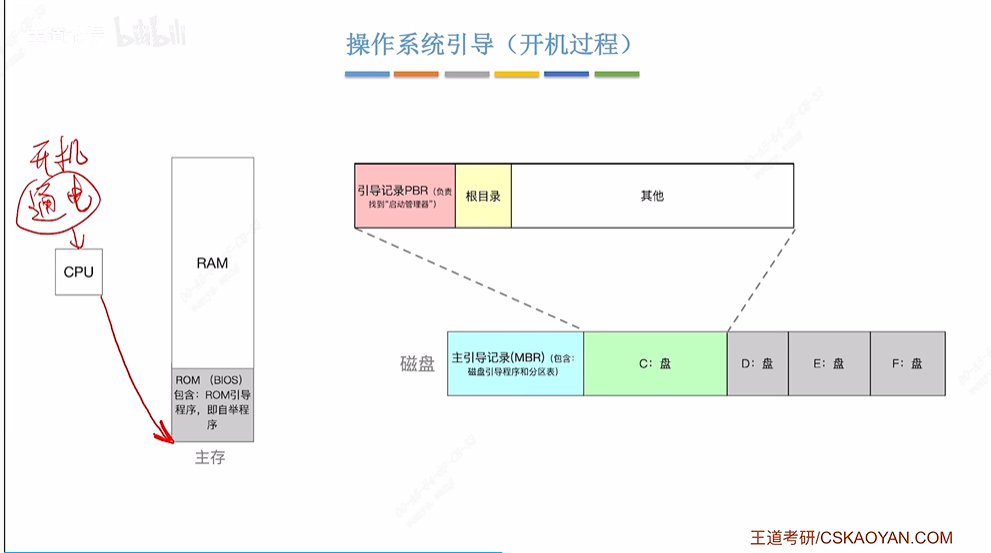 bilibili
操作系统引导（开机过程）
开机
通电
CPU
RAM
ROM （BIOS）
包含：ROM引导
程序，即自举程
序
主存
引导记录PBR（负责
找到“启动管理器”）
根目录
其他
磁盘
主引导记录(MBR)（包含：
磁盘引导程序和分区表）
C：盘
D：盘
E：盘
F：盘
王道考研/CSKAOYAN.COM